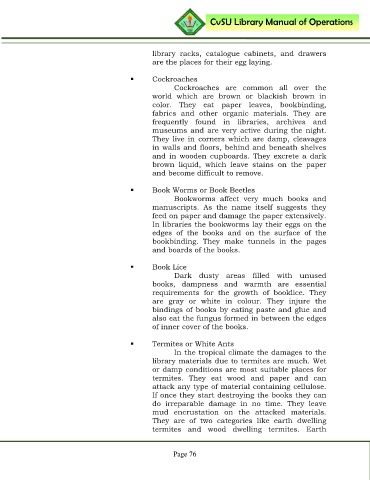 CvSU Library Manual of Operations
library racks, catalogue cabinets, and drawers
are the places for their egg laying.
▪ Cockroaches
Cockroaches are common all over the
world which are brown or blackish brown in
color. They eat paper leaves, bookbinding,
fabrics and other organic materials. They are
frequently found in libraries, archives and
museums and are very active during the night.
They live in corners which are damp, cleavages
in walls and floors, behind and beneath shelves
and in wooden cupboards. They excrete a dark
brown liquid, which leave stains on the paper
and become difficult to remove.
▪ Book Worms or Book Beetles
Bookworms affect very much books and
manuscripts. As the name itself suggests they
feed on paper and damage the paper extensively.
In libraries the bookworms lay their eggs on the
edges of the books and on the surface of the
bookbinding. They make tunnels in the pages
and boards of the books.
▪ Book Lice
Dark dusty areas filled with unused
books, dampness and warmth are essential
requirements for the growth of booklice. They
are gray or white in colour. They injure the
bindings of books by eating paste and glue and
also eat the fungus formed in between the edges
of inner cover of the books.
▪ Termites or White Ants
In the tropical climate the damages to the
library materials due to termites are much. Wet
or damp conditions are most suitable places for
termites. They eat wood and paper and can
attack any type of material containing cellulose.
If once they start destroying the books they can
do irreparable damage in no time. They leave
mud encrustation on the attacked materials.
They are of two categories like earth dwelling
termites and wood dwelling termites. Earth
Page 76